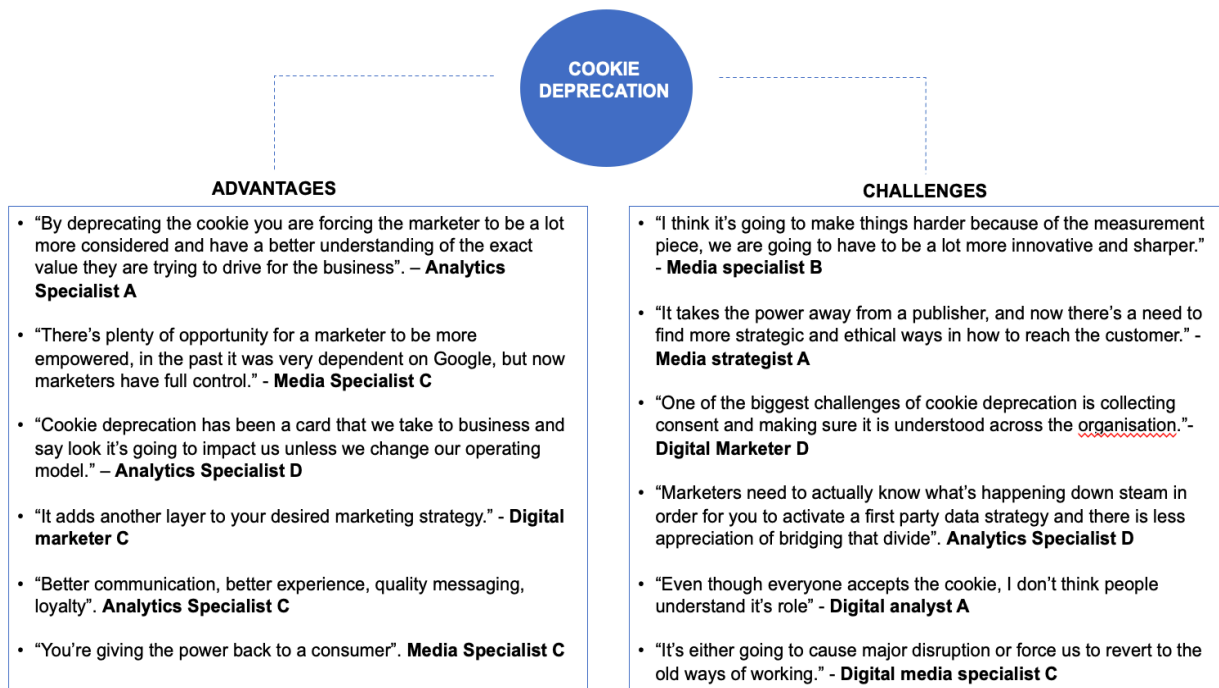 COOKIE
DEPRECATION
ADVANTAGES
• “By deprecating the cookie you are forcing the marketer to be a lot
more considered and have a better understanding of the exact
value they are trying to drive for the business”. – Analytics
Specialist A
• “There’s plenty of opportunity for a marketer to be more
empowered, in the past it was very dependent on Google, but now
marketers have full control.” - Media Specialist C
• “Cookie deprecation has been a card that we take to business and
say look it’s going to impact us unless we change our operating
model.” – Analytics Specialist D
• “It adds another layer to your desired marketing strategy.” - Digital
marketer C
• “Better communication, better experience, quality messaging,
loyalty”. Analytics Specialist C
• “You’re giving the power back to a consumer”. Media Specialist C
CHALLENGES
• “I think it’s going to make things harder because of the measurement
piece, we are going to have to be a lot more innovative and sharper.”
- Media specialist B
• “It takes the power away from a publisher, and now there’s a need to
find more strategic and ethical ways in how to reach the customer.” -
Media strategist A
• “One of the biggest challenges of cookie deprecation is collecting
consent and making sure it is understood across the organisation.”-
Digital Marketer D
• “Marketers need to actually know what’s happening down steam in
order for you to activate a first party data strategy and there is less
appreciation of bridging that divide”. Analytics Specialist D
• “Even though everyone accepts the cookie, I don’t think people
understand it’s role” - Digital analyst A
• “It’s either going to cause major disruption or force us to revert to the
old ways of working.” - Digital media specialist C